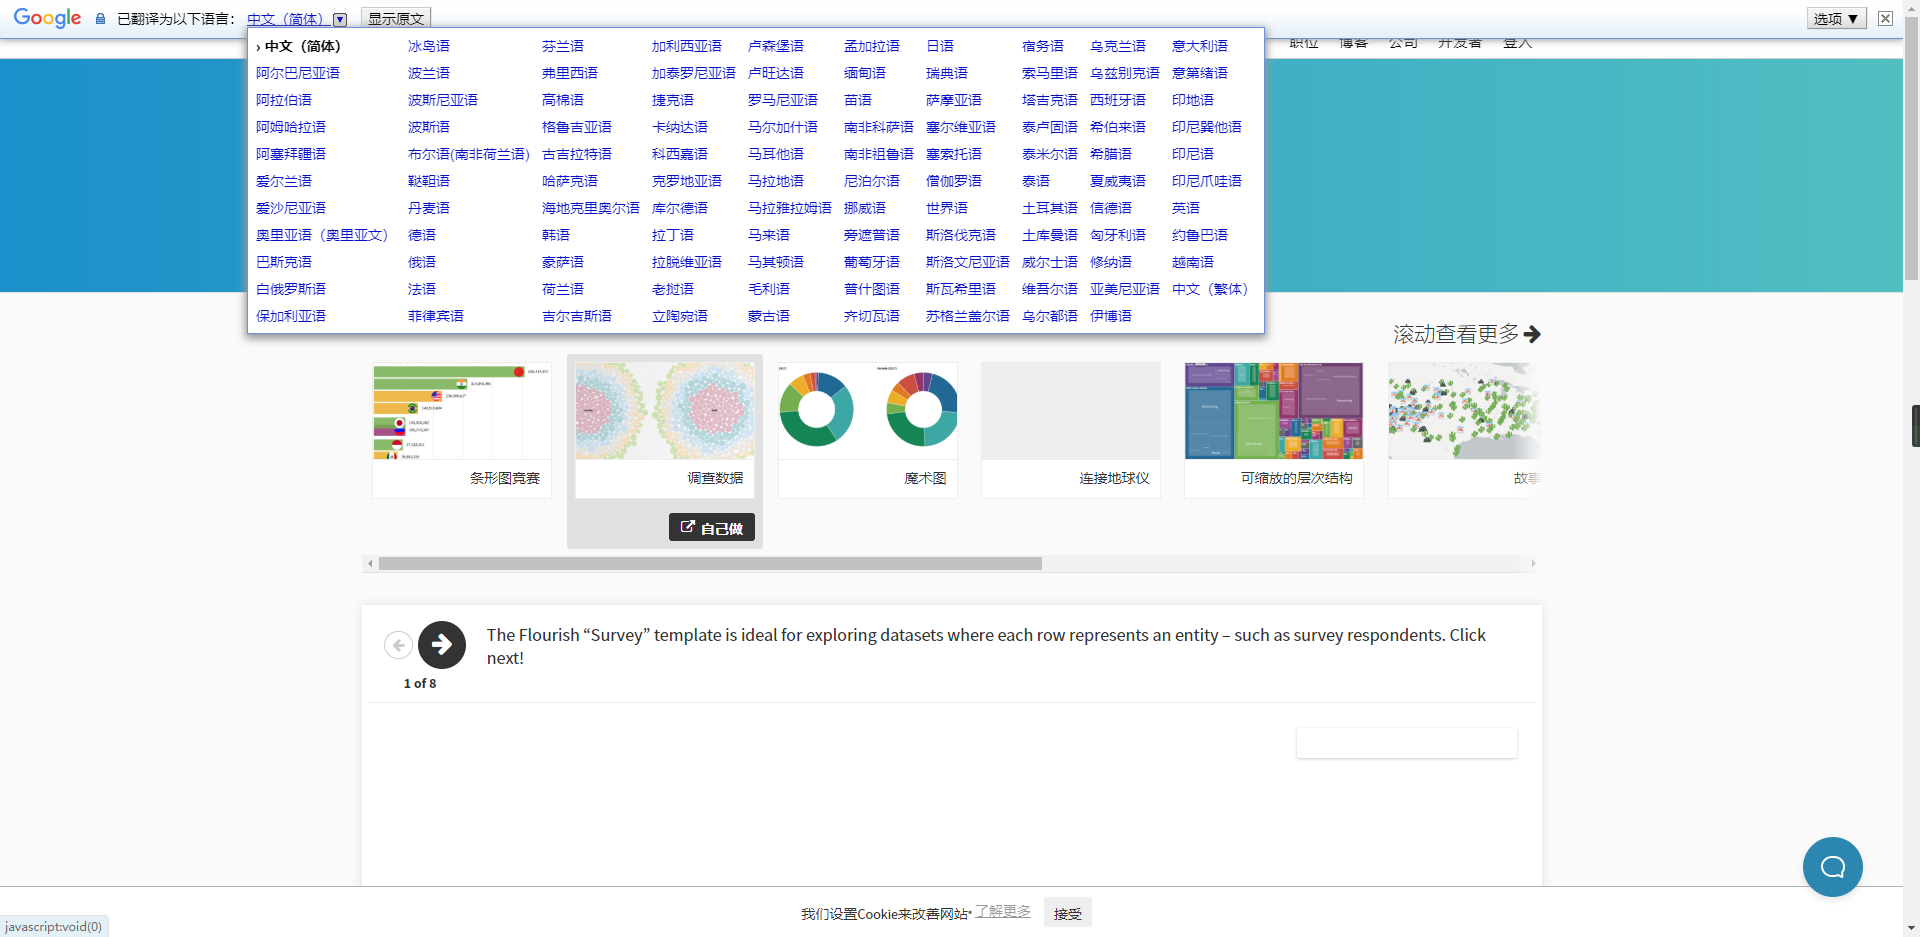 Google 已翻译为以下语言： 中文（简体） 显示原文 选项 ▼
职位 博客 公司 开发者 登入
› 中文（简体） 冰岛语 芬兰语 加利西亚语 卢森堡语 孟加拉语 日语 宿务语 乌克兰语 意大利语
阿尔巴尼亚语 波兰语 弗里西语 加泰罗尼亚语 卢旺达语 缅甸语 瑞典语 索马里语 乌兹别克语 意第绪语
阿拉伯语 波斯尼亚语 高棉语 捷克语 罗马尼亚语 苗语 萨摩亚语 塔吉克语 西班牙语 印地语
阿姆哈拉语 波斯语 格鲁吉亚语 卡纳达语 马尔加什语 南非科萨语 塞尔维亚语 泰卢固语 希伯来语 印尼巽他语
阿塞拜疆语 布尔语(南非荷兰语) 古吉拉特语 科西嘉语 马耳他语 南非祖鲁语 塞索托语 泰米尔语 希腊语 印尼语
爱尔兰语 鞑靼语 哈萨克语 克罗地亚语 马拉地语 尼泊尔语 僧伽罗语 泰语 夏威夷语 印尼爪哇语
爱沙尼亚语 丹麦语 海地克里奥尔语 库尔德语 马拉雅拉姆语 挪威语 世界语 土耳其语 信德语 英语
奥里亚语（奥里亚文） 德语 韩语 拉丁语 马来语 旁遮普语 斯洛伐克语 土库曼语 匈牙利语 约鲁巴语
巴斯克语 俄语 豪萨语 拉脱维亚语 马其顿语 葡萄牙语 斯洛文尼亚语 威尔士语 修纳语 越南语
白俄罗斯语 法语 荷兰语 老挝语 毛利语 普什图语 斯瓦希里语 维吾尔语 亚美尼亚语 中文（繁体）
保加利亚语 菲律宾语 吉尔吉斯语 立陶宛语 蒙古语 齐切瓦语 苏格兰盖尔语 乌尔都语 伊博语
滚动查看更多
条形图竞赛 调查数据 魔术图 连接地球仪 可缩放的层次结构 故事
自己做
The Flourish “Survey” template is ideal for exploring datasets where each row represents an entity – such as survey respondents. Click
next!
1 of 8
我们设置Cookie来改善网站• 了解更多 接受
javascript:void(0)